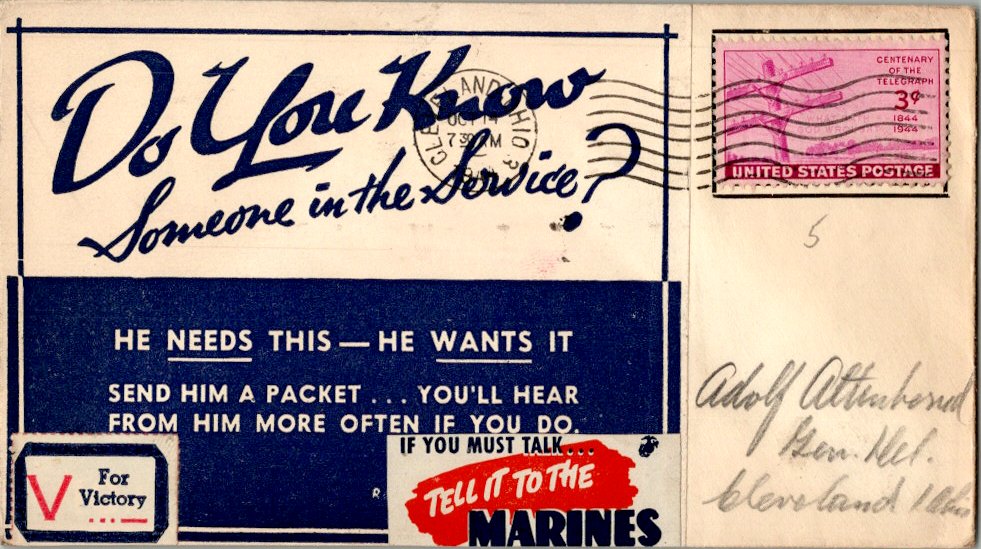 Do You Know
Someone in the Service?
HE NEEDS THIS — HE WANTS IT
SEND HIM A PACKET . . . YOU'LL HEAR
FROM HIM MORE OFTEN IF YOU DO.
For
V Victory
IF YOU MUST TALK . . .
TELL IT TO THE
MARINES
CLEVELAND, OHIO
OCT 14
7 30 AM
CENTENARY
OF THE
TELEGRAPH
3¢
1844
1944
UNITED STATES POSTAGE
5
Adolf
Gen. Del.
Cleveland